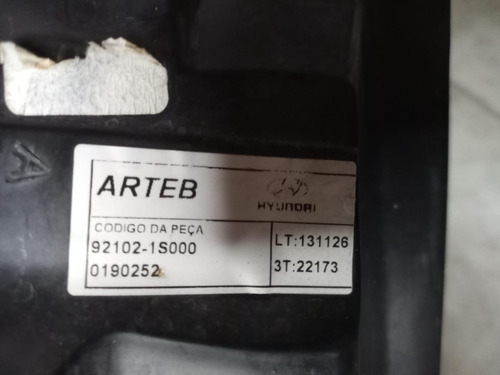 ARTEB
HYUNDAI
CODIGO DA PEÇA
92102-1S000
LT:131126
0190252
3T:22173